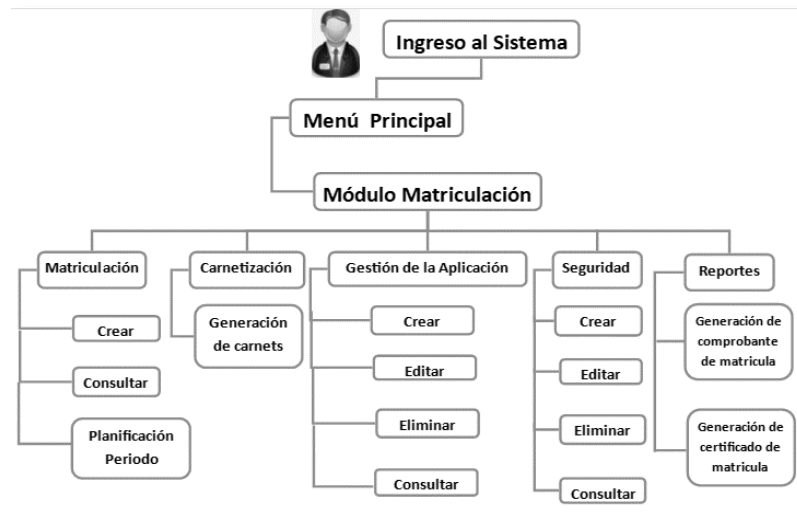 Ingreso al Sistema
Menú Principal
Módulo Matriculación
Matriculación
Crear
Consultar
Planificación
Periodo
Carnetización
Generación
de carnets
Gestión de la Aplicación
Crear
Editar
Eliminar
Consultar
Seguridad
Crear
Editar
Eliminar
Consultar
Reportes
Generación de
comprobante
de matricula
Generación de
certificado de
matricula